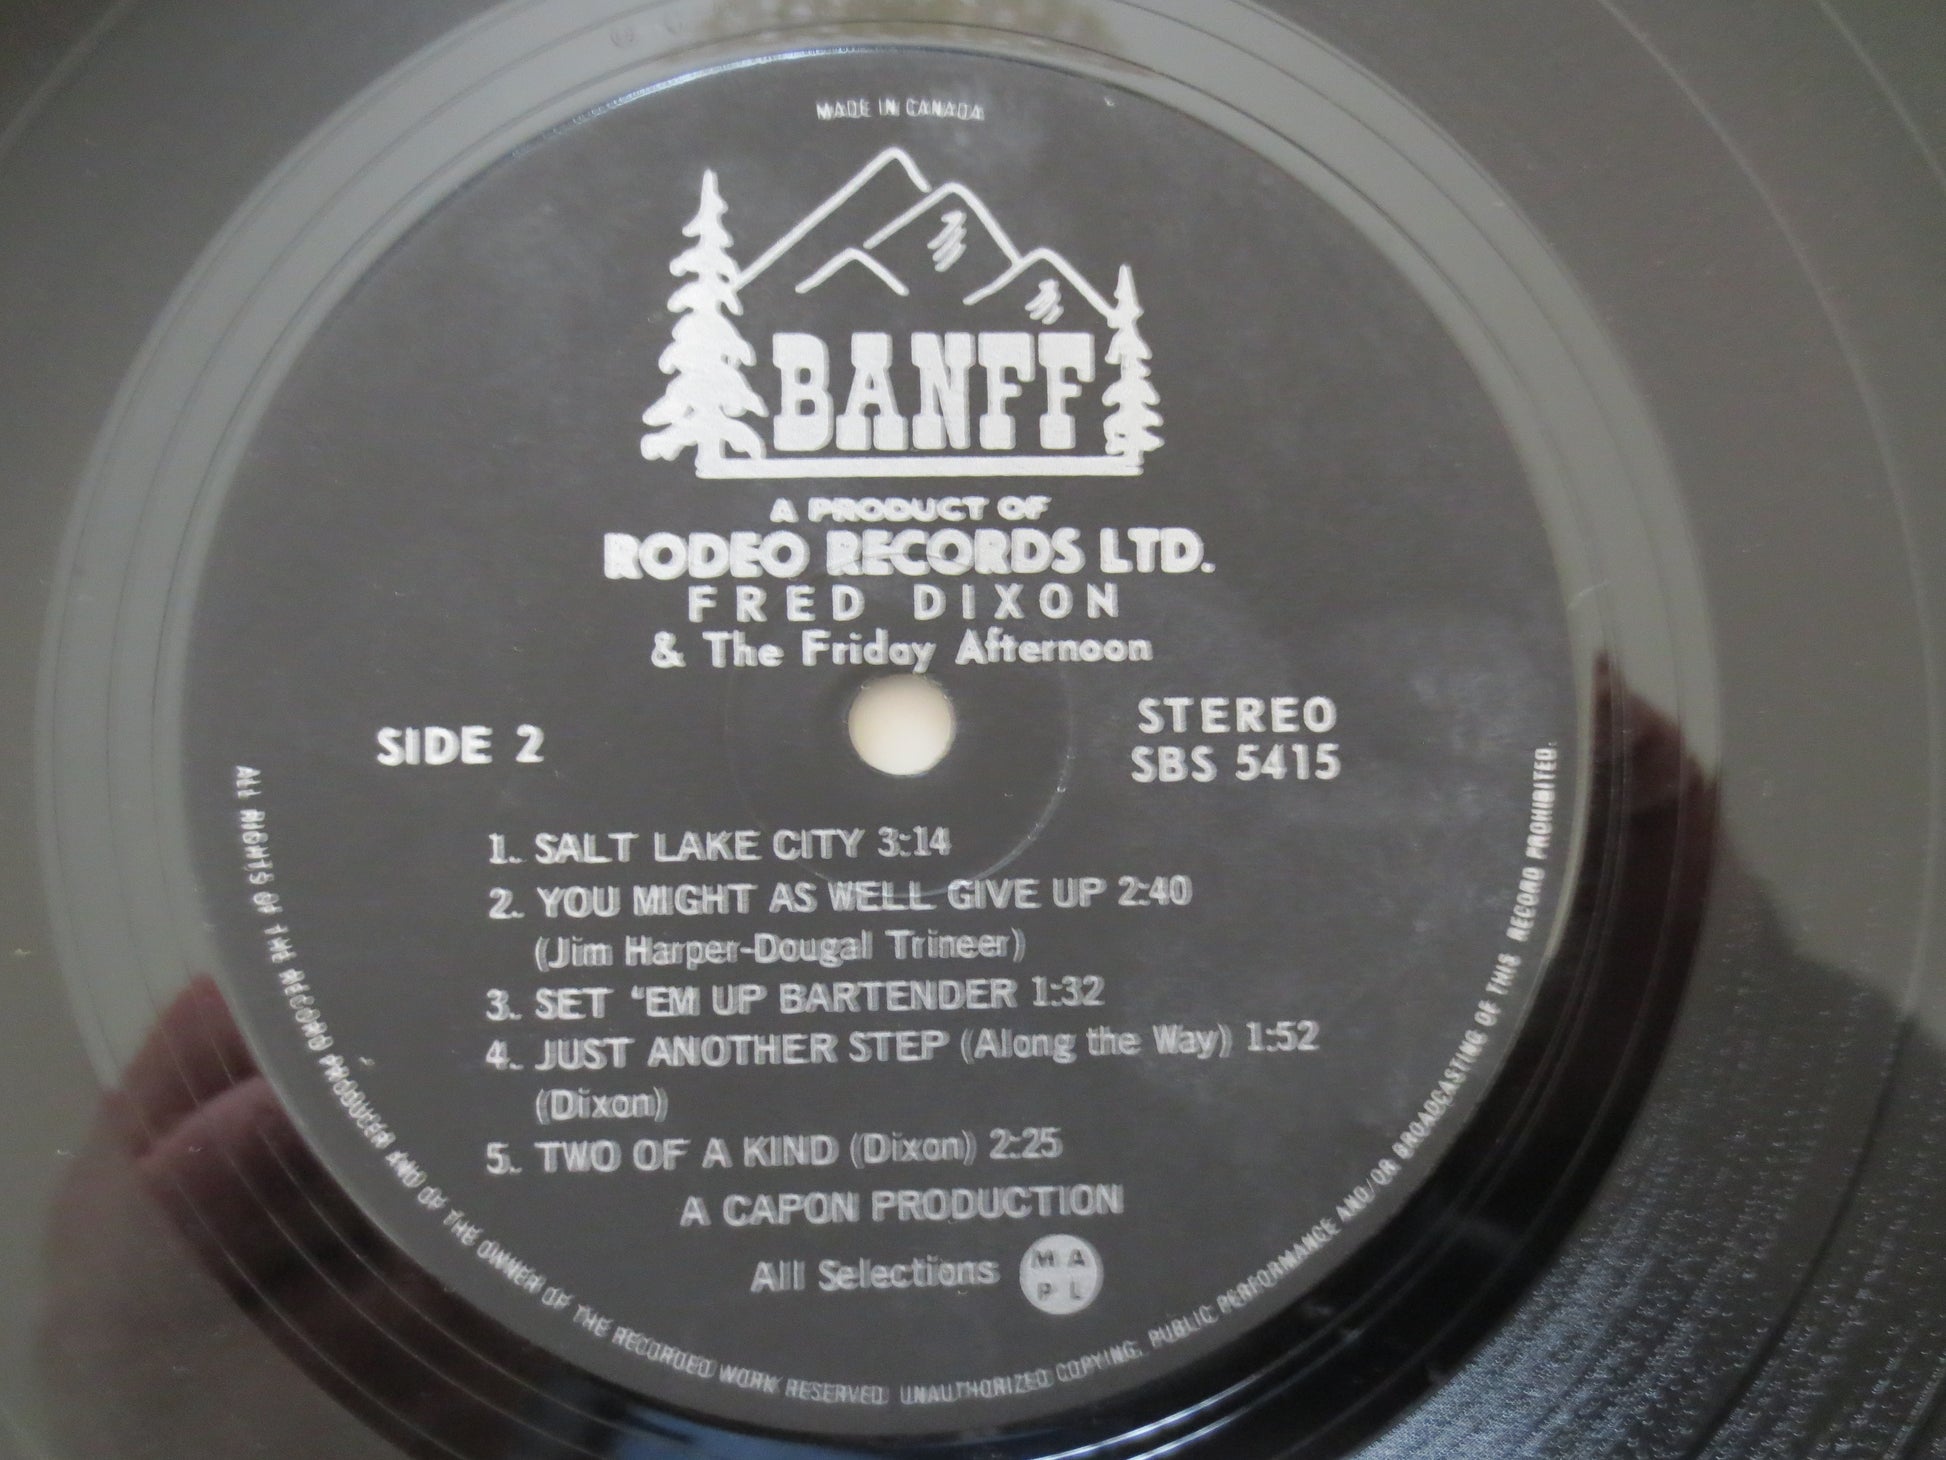 MADE IN CANADA
BANFF
A PRODUCT OF
RODEO RECORDS LTD.
FRED DIXON
& The Friday Afternoon
SIDE 2
STEREO
SBS 5415
1. SALT LAKE CITY 3:14
2. YOU MIGHT AS WELL GIVE UP 2:40
(Jim Harper-Dougal Trineer)
3. SET 'EM UP BARTENDER 1:32
4. JUST ANOTHER STEP (Along the Way) 1:52
(Dixon)
5. TWO OF A KIND (Dixon) 2:25
A CAPON PRODUCTION
All Selections
M A
P L
ALL RIGHTS OF THE RECORD PRODUCER AND OF THE OWNER OF THE RECORDED WORK RESERVED UNAUTHORIZED COPYING, PUBLIC PERFORMANCE AND/OR BROADCASTING OF THIS RECORD PROHIBITED.